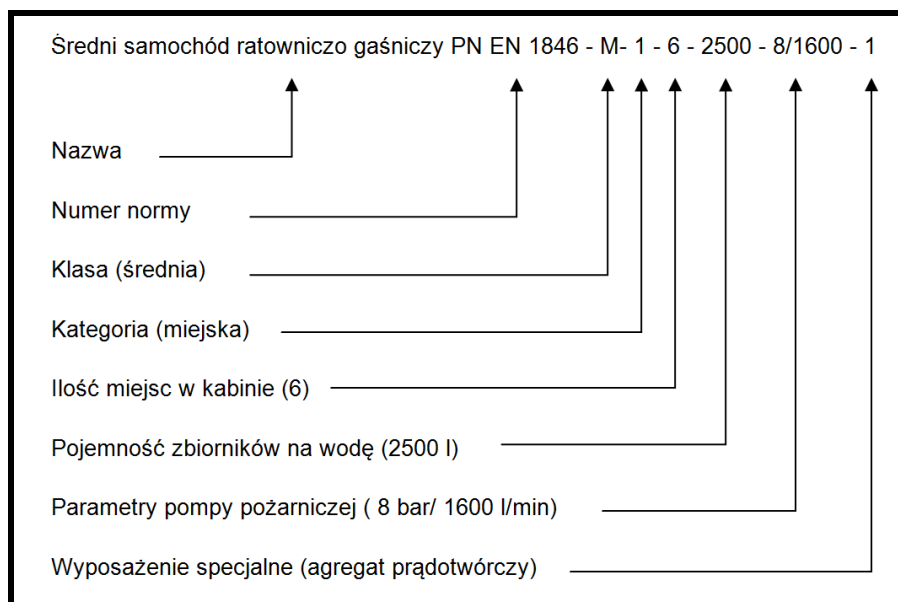 Średni samochód ratowniczo gaśniczy PN EN 1846 - M- 1 - 6 - 2500 - 8/1600 - 1
Nazwa
Numer normy
Klasa (średnia)
Kategoria (miejska)
Ilość miejsc w kabinie (6)
Pojemność zbiorników na wodę (2500 l)
Parametry pompy pożarniczej ( 8 bar/ 1600 l/min)
Wyposażenie specjalne (agregat prądotwórczy)